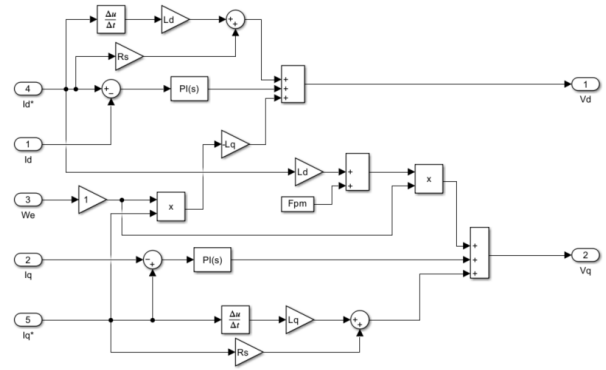 Δu
Δt
Ld
+
+
Rs
4
Id*
+
−
PI(s)
+
+
+
1
Vd
1
Id
-Lq
Ld
+
+
x
3
We
1
x
Fpm
2
Iq
−
+
PI(s)
+
+
+
2
Vq
5
Iq*
Δu
Δt
Lq
+
+
Rs